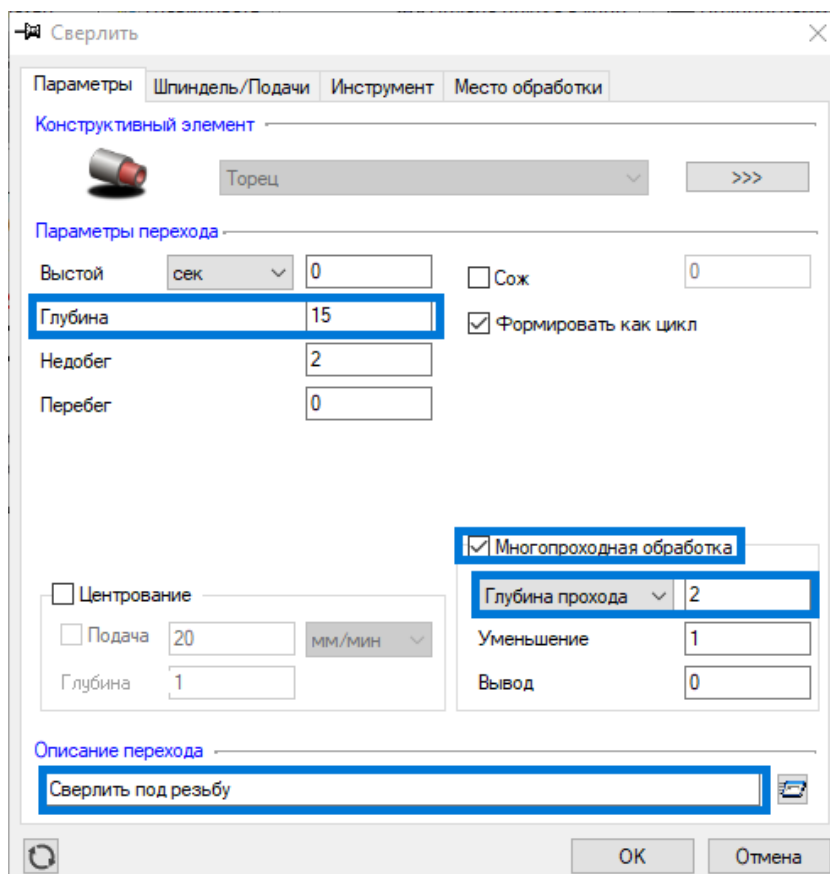 Сверлить
Параметры Шпиндель/Подачи Инструмент Место обработки
Конструктивный элемент
Торец >>>
Параметры перехода
Выстой сек 0 Сож 0
Глубина 15 Формировать как цикл
Недобег 2
Перебег 0
Многопроходная обработка
Центрование Глубина прохода 2
Подача 20 мм/мин Уменьшение 1
Глубина 1 Вывод 0
Описание перехода
Сверлить под резьбу
OK Отмена